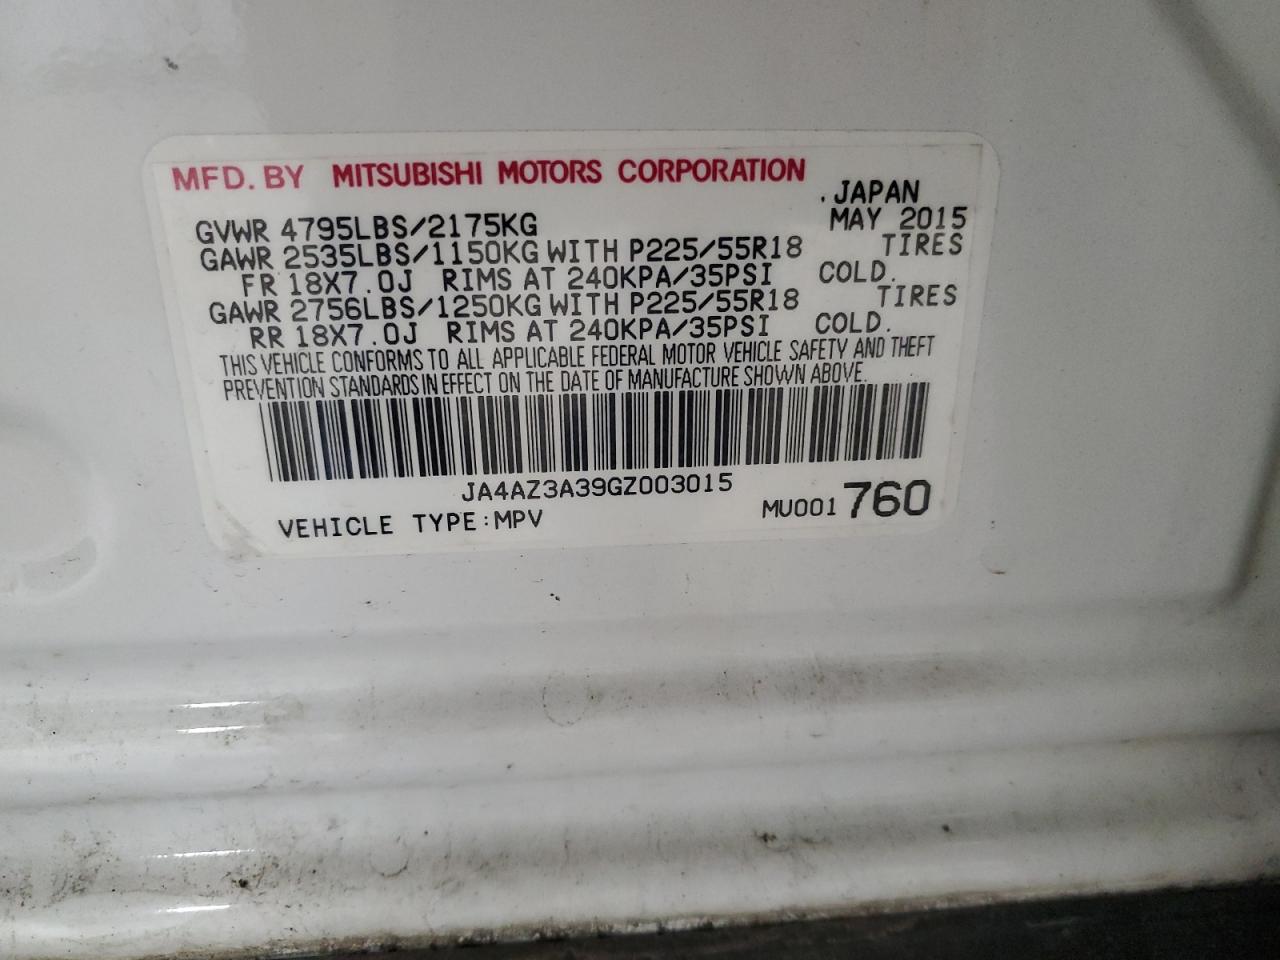 MFD. BY MITSUBISHI MOTORS CORPORATION
JAPAN
GVWR 4795LBS/2175KG MAY 2015
GAWR 2535LBS/1150KG WITH P225/55R18 TIRES
FR 18X7.0J RIMS AT 240KPA/35PSI COLD.
GAWR 2756LBS/1250KG WITH P225/55R18 TIRES
RR 18X7.0J RIMS AT 240KPA/35PSI COLD.
THIS VEHICLE CONFORMS TO ALL APPLICABLE FEDERAL MOTOR VEHICLE SAFETY AND THEFT
PREVENTION STANDARDS IN EFFECT ON THE DATE OF MANUFACTURE SHOWN ABOVE.
JA4AZ3A39GZ003015
VEHICLE TYPE:MPV MU001760